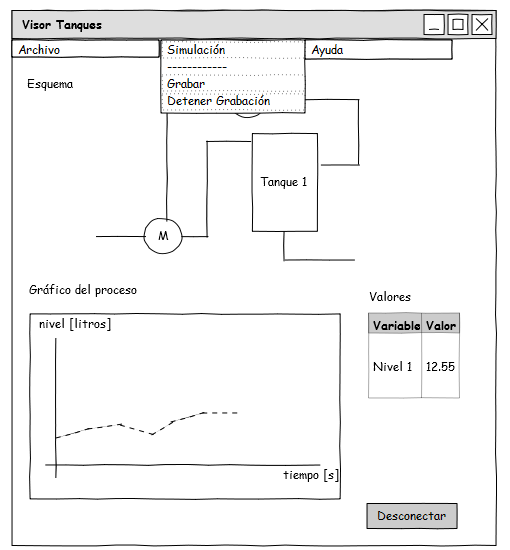 Visor Tanques
Archivo
Simulación
Ayuda
------------
Grabar
Detener Grabación
Esquema
Tanque 1
M
Gráfico del proceso
nivel [litros]
tiempo [s]
Valores
Variable Valor
Nivel 1 12.55
Desconectar